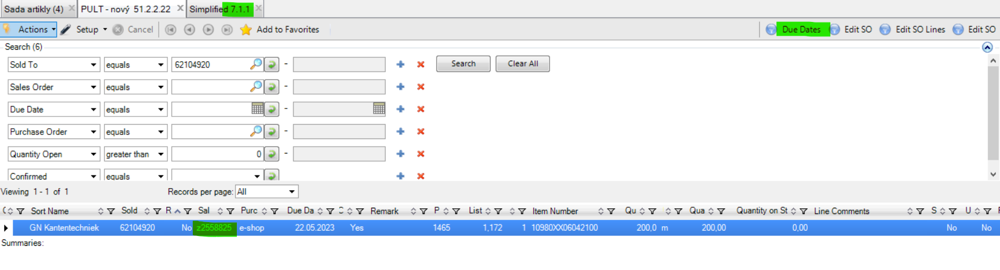 Sada artikly (4) PULT - nový 51.2.2.22 Simplified 7.1.1
Actions Setup Cancel Add to Favorites Due Dates Edit SO Edit SO Lines Edit SO
Search (6)
Sold To equals 62104920 - Search Clear All
Sales Order equals -
Due Date equals -
Purchase Order equals -
Quantity Open greater than 0 -
Confirmed equals
Viewing 1 - 1 of 1 Records per page: All
Sort Name Sold R Sal Purc Due Da Remark P List Item Number Qu Qua Quantity on St Line Comments S U
GN Kantentechniek 62104920 No z2558825 e-shop 22.05.2023 Yes 1465 1,172 1 10980XX06042100 200,0 m 200,00 0,00 No No
Summaries: